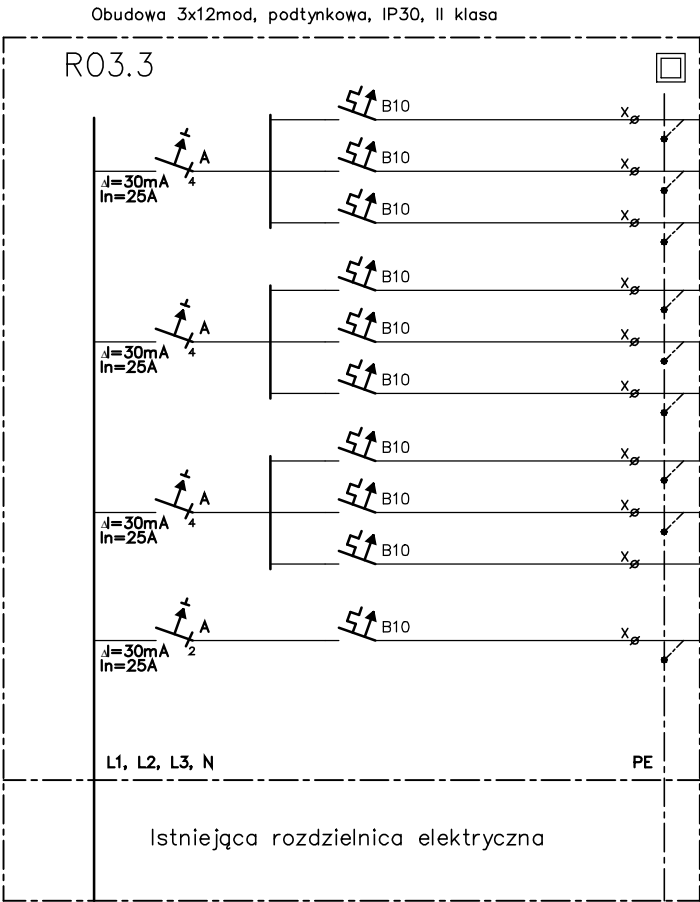 Obudowa 3x12mod, podtynkowa, IP30, II klasa
R03.3
B10
X
A
B10
X
4
ΔI=30mA
In=25A
B10
X
B10
X
A
B10
X
4
ΔI=30mA
In=25A
B10
X
B10
X
A
B10
X
4
ΔI=30mA
In=25A
B10
X
A
B10
X
2
ΔI=30mA
In=25A
L1, L2, L3, N
PE
Istniejąca rozdzielnica elektryczna